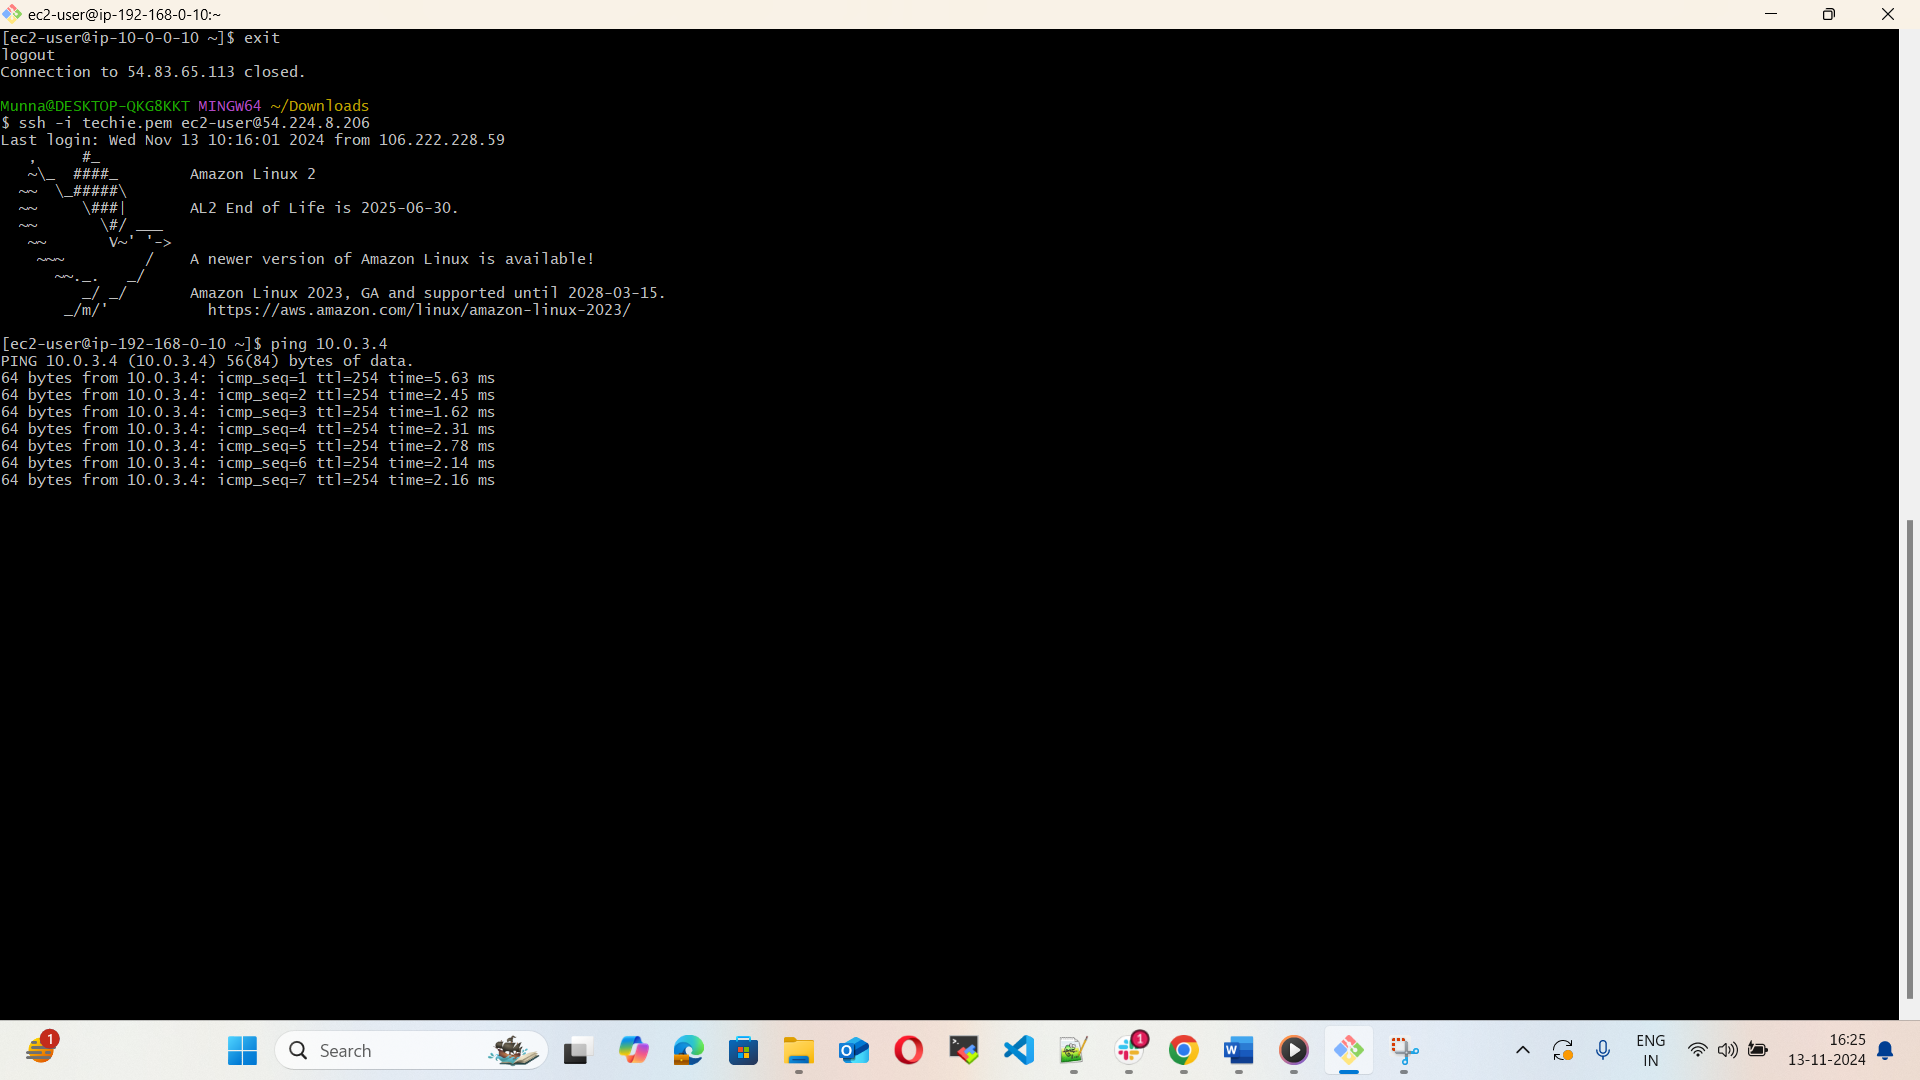 ec2-user@ip-192-168-0-10:~
[ec2-user@ip-10-0-0-10 ~]$ exit
logout
Connection to 54.83.65.113 closed.

Munna@DESKTOP-QKG8KKT MINGW64 ~/Downloads
$ ssh -i techie.pem ec2-user@54.224.8.206
Last login: Wed Nov 13 10:16:01 2024 from 106.222.228.59
   ,     #_
   ~\_  ####_        Amazon Linux 2
  ~~  \_#####\
  ~~     \###|       AL2 End of Life is 2025-06-30.
  ~~       \#/ ___
   ~~       V~' '->
    ~~~         /    A newer version of Amazon Linux is available!
      ~~._.   _/
         _/ _/       Amazon Linux 2023, GA and supported until 2028-03-15.
       _/m/'           https://aws.amazon.com/linux/amazon-linux-2023/

[ec2-user@ip-192-168-0-10 ~]$ ping 10.0.3.4
PING 10.0.3.4 (10.0.3.4) 56(84) bytes of data.
64 bytes from 10.0.3.4: icmp_seq=1 ttl=254 time=5.63 ms
64 bytes from 10.0.3.4: icmp_seq=2 ttl=254 time=2.45 ms
64 bytes from 10.0.3.4: icmp_seq=3 ttl=254 time=1.62 ms
64 bytes from 10.0.3.4: icmp_seq=4 ttl=254 time=2.31 ms
64 bytes from 10.0.3.4: icmp_seq=5 ttl=254 time=2.78 ms
64 bytes from 10.0.3.4: icmp_seq=6 ttl=254 time=2.14 ms
64 bytes from 10.0.3.4: icmp_seq=7 ttl=254 time=2.16 ms
1
Search
1
ENG
IN
16:25
13-11-2024